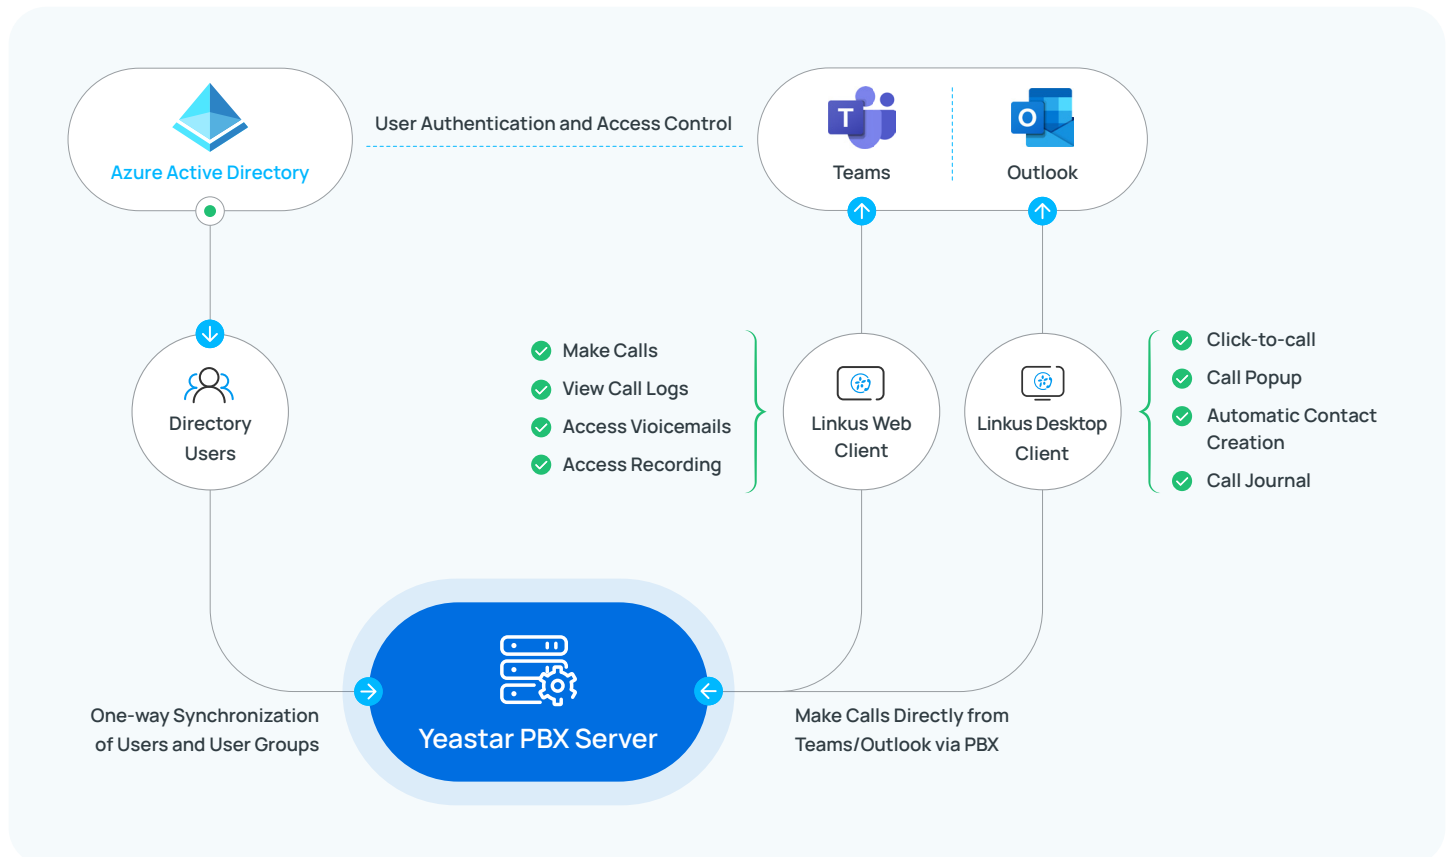 Azure Active Directory
User Authentication and Access Control
T
Teams
O
Outlook
Directory
Users
Make Calls
View Call Logs
Access Vioicemails
Access Recording
Linkus Web
Client
Linkus Desktop
Client
Click-to-call
Call Popup
Automatic Contact
Creation
Call Journal
One-way Synchronization
of Users and User Groups
Yeastar PBX Server
Make Calls Directly from
Teams/Outlook via PBX